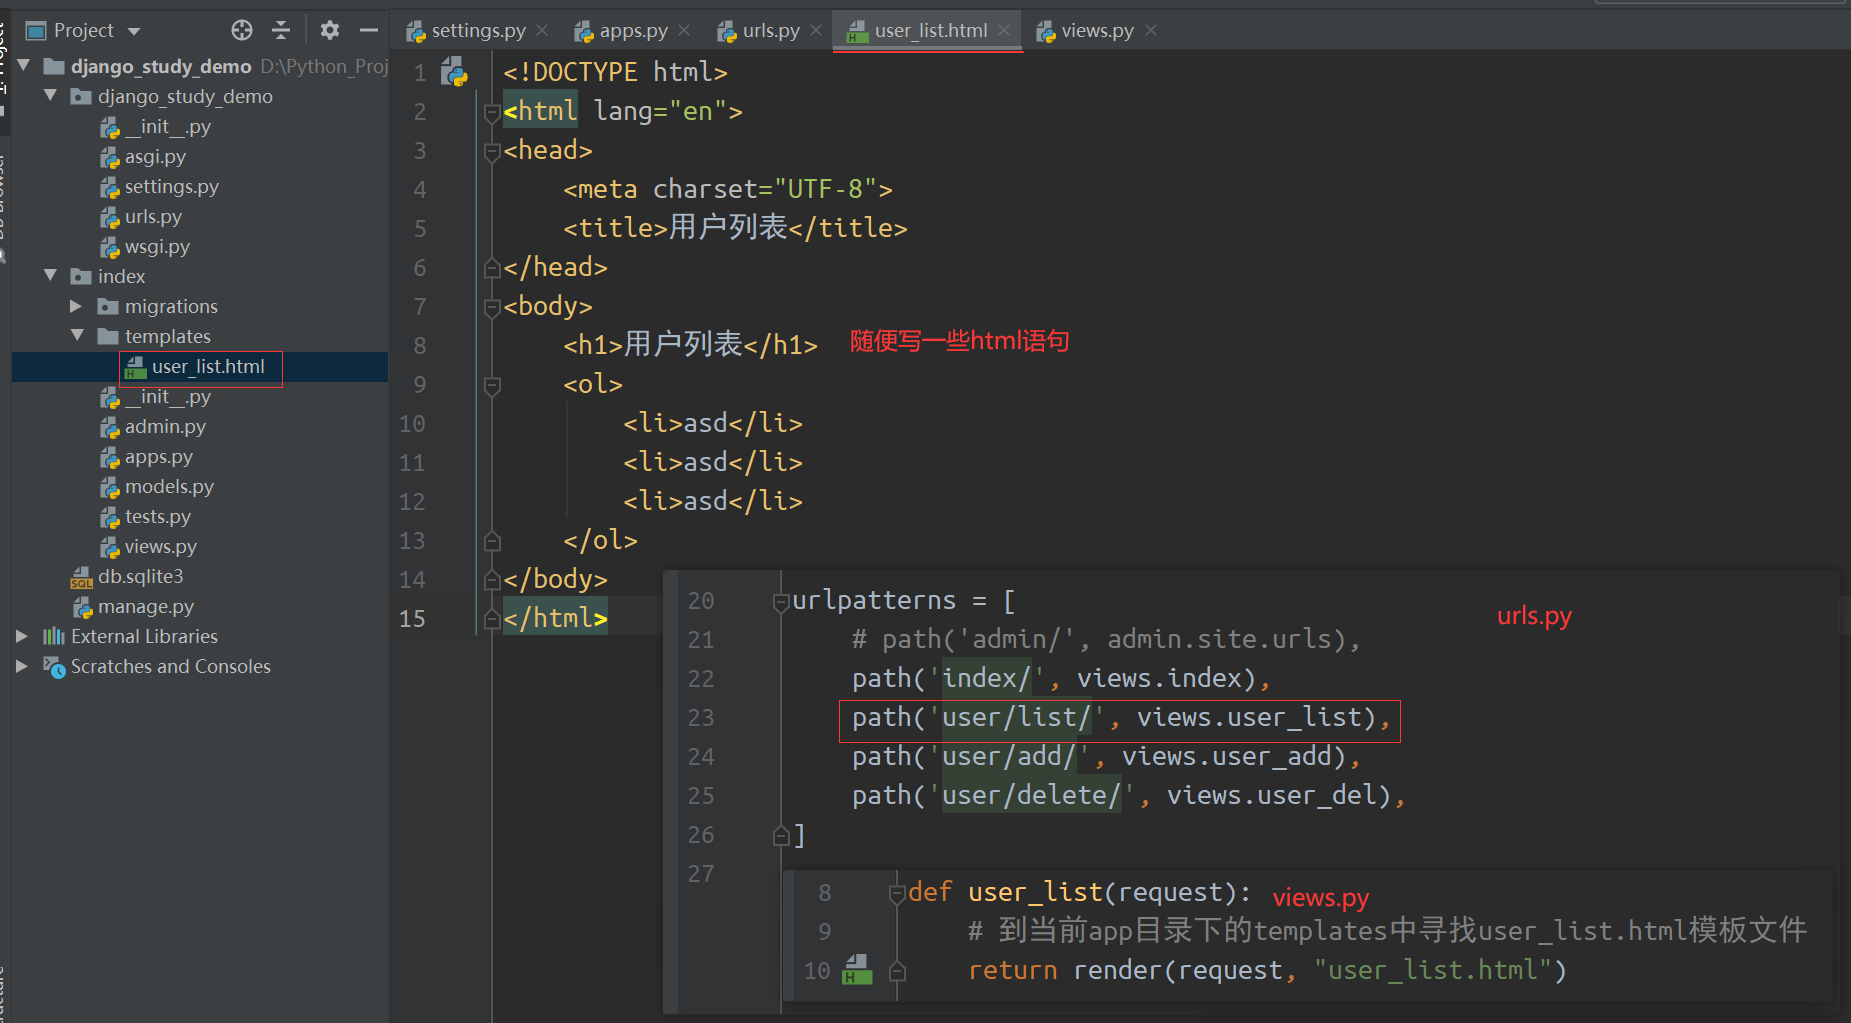 Project
django_study_demo D:\Python_Proj
django_study_demo
__init__.py
asgi.py
settings.py
urls.py
wsgi.py
index
migrations
templates
user_list.html
__init__.py
admin.py
apps.py
models.py
tests.py
views.py
db.sqlite3
manage.py
External Libraries
Scratches and Consoles
settings.py
apps.py
urls.py
user_list.html
views.py
1 <!DOCTYPE html>
2 <html lang="en">
3 <head>
4 <meta charset="UTF-8">
5 <title>用户列表</title>
6 </head>
7 <body>
8 <h1>用户列表</h1> 随便写一些html语句
9 <ol>
10 <li>asd</li>
11 <li>asd</li>
12 <li>asd</li>
13 </ol>
14 </body>
15 </html>
20 urlpatterns = [
urls.py
21 # path('admin/', admin.site.urls),
22 path('index/', views.index),
23 path('user/list/', views.user_list),
24 path('user/add/', views.user_add),
25 path('user/delete/', views.user_del),
26 ]
27
8 def user_list(request): views.py
9 # 到当前app目录下的templates中寻找user_list.html模板文件
10 return render(request, "user_list.html")